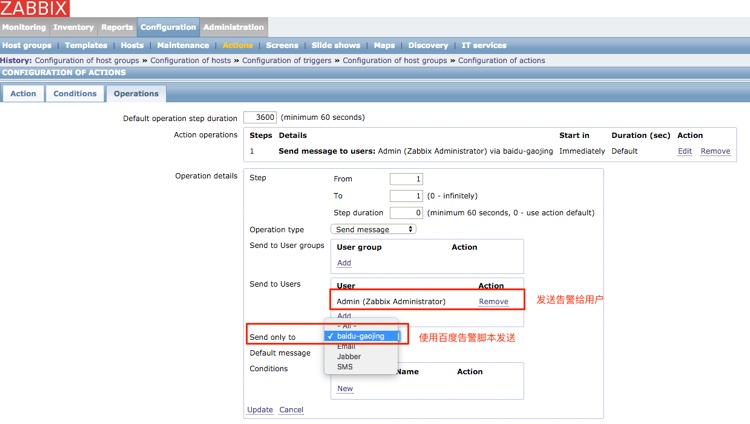 ZABBIX
Monitoring Inventory Reports Configuration Administration
Host groups Templates Hosts Maintenance Actions Screens Slide shows Maps Discovery IT services
History: Configuration of host groups » Configuration of hosts » Configuration of triggers » Configuration of host groups » Configuration of actions
CONFIGURATION OF ACTIONS
Action Conditions Operations
Default operation step duration 3600 (minimum 60 seconds)
Action operations Steps Details Start in Duration (sec) Action
1 Send message to users: Admin (Zabbix Administrator) via baidu-gaojing Immediately Default Edit Remove
Operation details Step From 1
To 1 (0 - infinitely)
Step duration 0 (minimum 60 seconds, 0 - use action default)
Operation type Send message
Send to User groups User group Action
Add
Send to Users User Action
Admin (Zabbix Administrator) Remove 发送告警给用户
Add
- All -
Send only to ✓ baidu-gaojing 使用百度告警脚本发送
Email
Default message Jabber
SMS
Conditions Name Action
New
Update Cancel